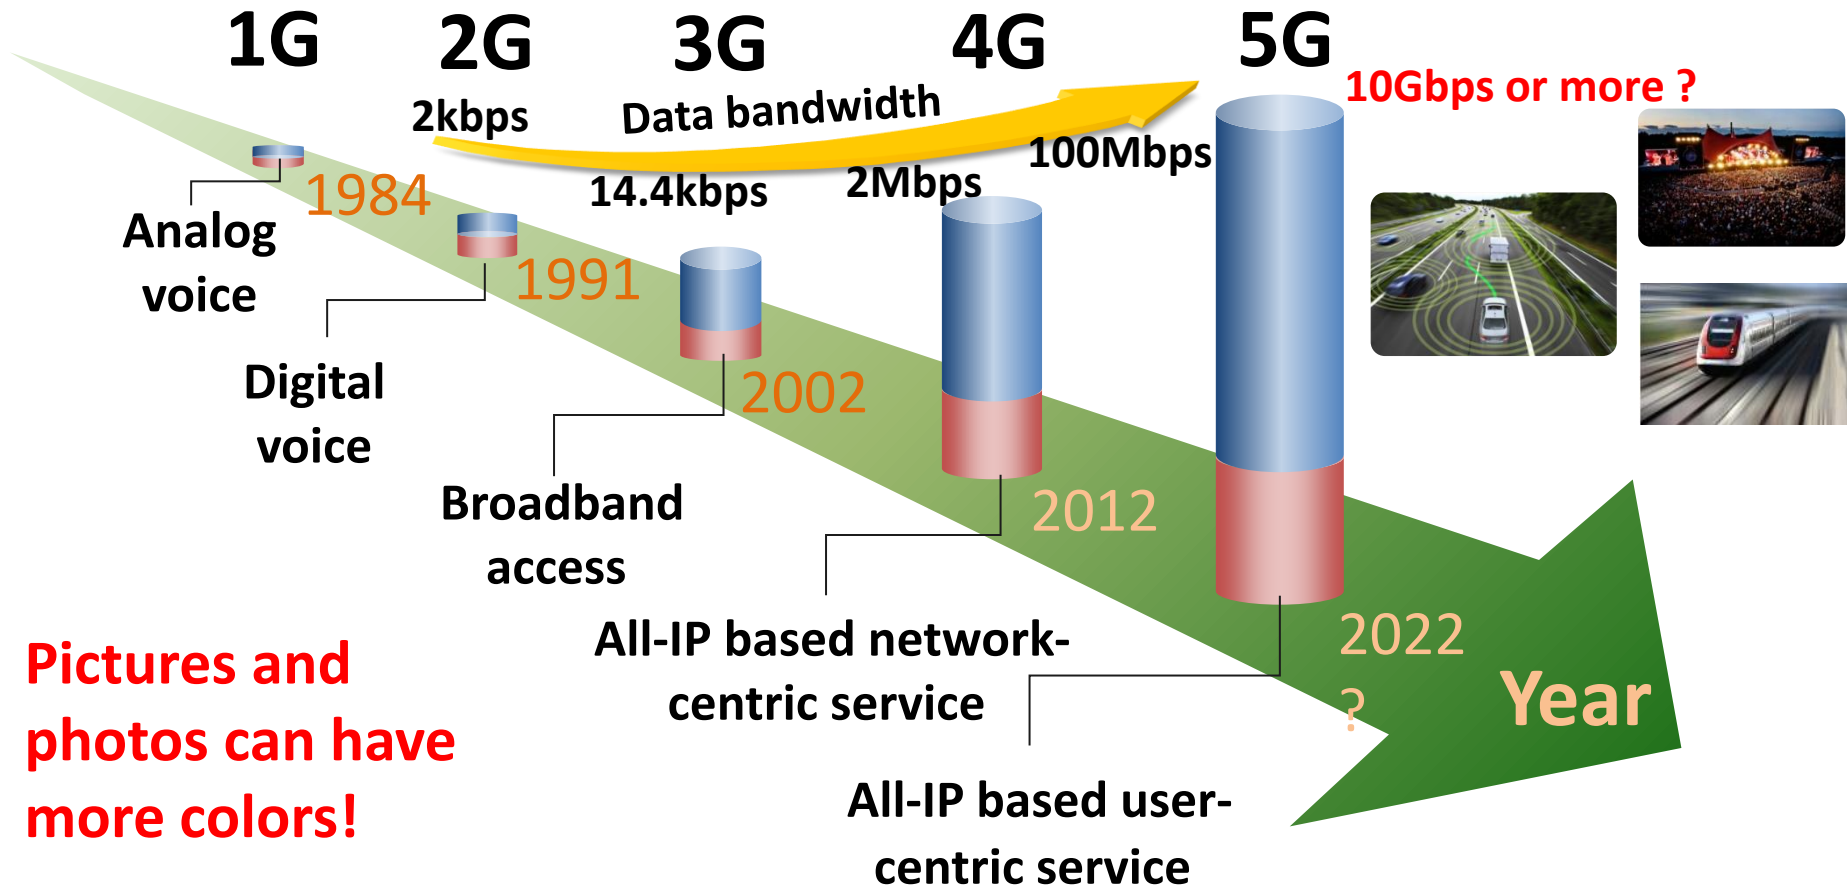 1G
2G
3G
4G
5G
10Gbps or more ?
2kbps
Data bandwidth
14.4kbps
2Mbps
100Mbps
1984
Analog
voice
1991
Digital
voice
2002
Broadband
access
2012
All-IP based network-
centric service
2022
?
Year
All-IP based user-
centric service
Pictures and
photos can have
more colors!